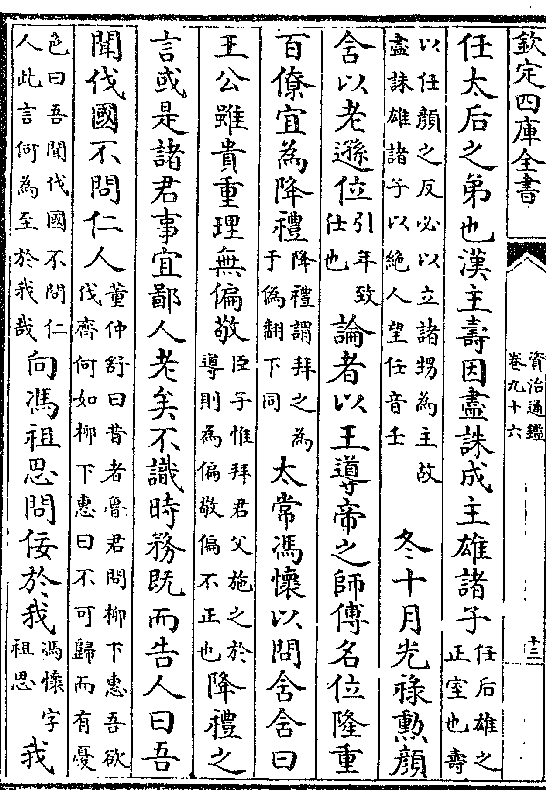 欽定四庫全書
資治通鑑
卷九十六
十三
任太后之弟也漢主壽因盡誅成主雄諸子任后雄之正室也壽
以任顏之反必以立諸甥為主故盡誅雄諸子以絕人望任音壬冬十月光祿勲顏
含以老遜位引年致仕也論者以王導帝之師傅名位隆重
百僚宜為降禮降禮謂拜之為于偽翻下同太常馮懷以問含含曰
王公雖貴重理無偏敬臣子惟拜君父施之於導則為偏敬偏不正也降禮之
言或是諸君事宜鄙人老矣不識時務既而告人曰吾
聞伐國不問仁人董仲舒曰昔者魯君問柳下惠吾欲伐齊何如柳下惠曰不可歸而有憂
色曰吾聞伐國不問仁人此言何為至於我哉向馮祖思問佞於我馮懷字祖思我